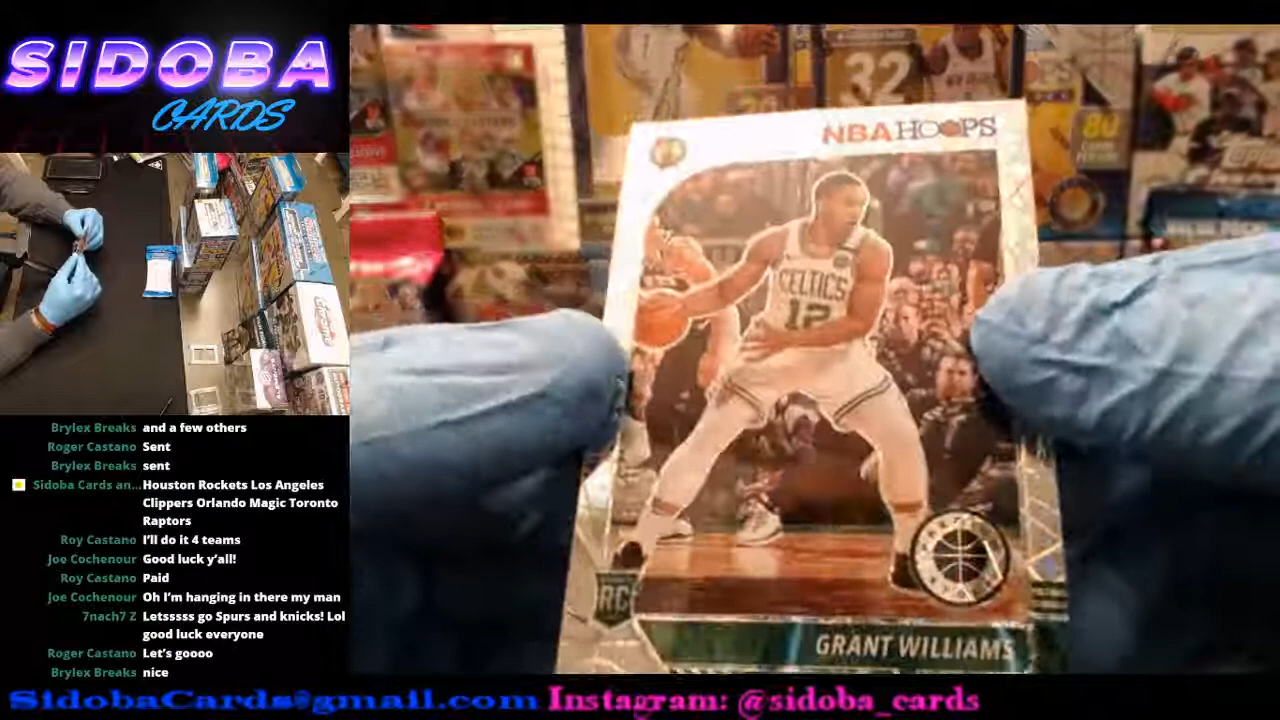 SIDOBA
CARDS
NBA HOOPS
32
80
CELTICS
12
RC
GRANT WILLIAMS
Brylex Breaks and a few others
Roger Castano Sent
Brylex Breaks sent
Sidoba Cards an... Houston Rockets Los Angeles
Clippers Orlando Magic Toronto
Raptors
Roy Castano I'll do it 4 teams
Joe Cochenour Good luck y'all!
Roy Castano Paid
Joe Cochenour Oh I'm hanging in there my man
7nach7 Z Letsssss go Spurs and knicks! Lol
good luck everyone
Roger Castano Let's goooo
Brylex Breaks nice
SidobaCards@gmail.com Instagram: @sidoba_cards